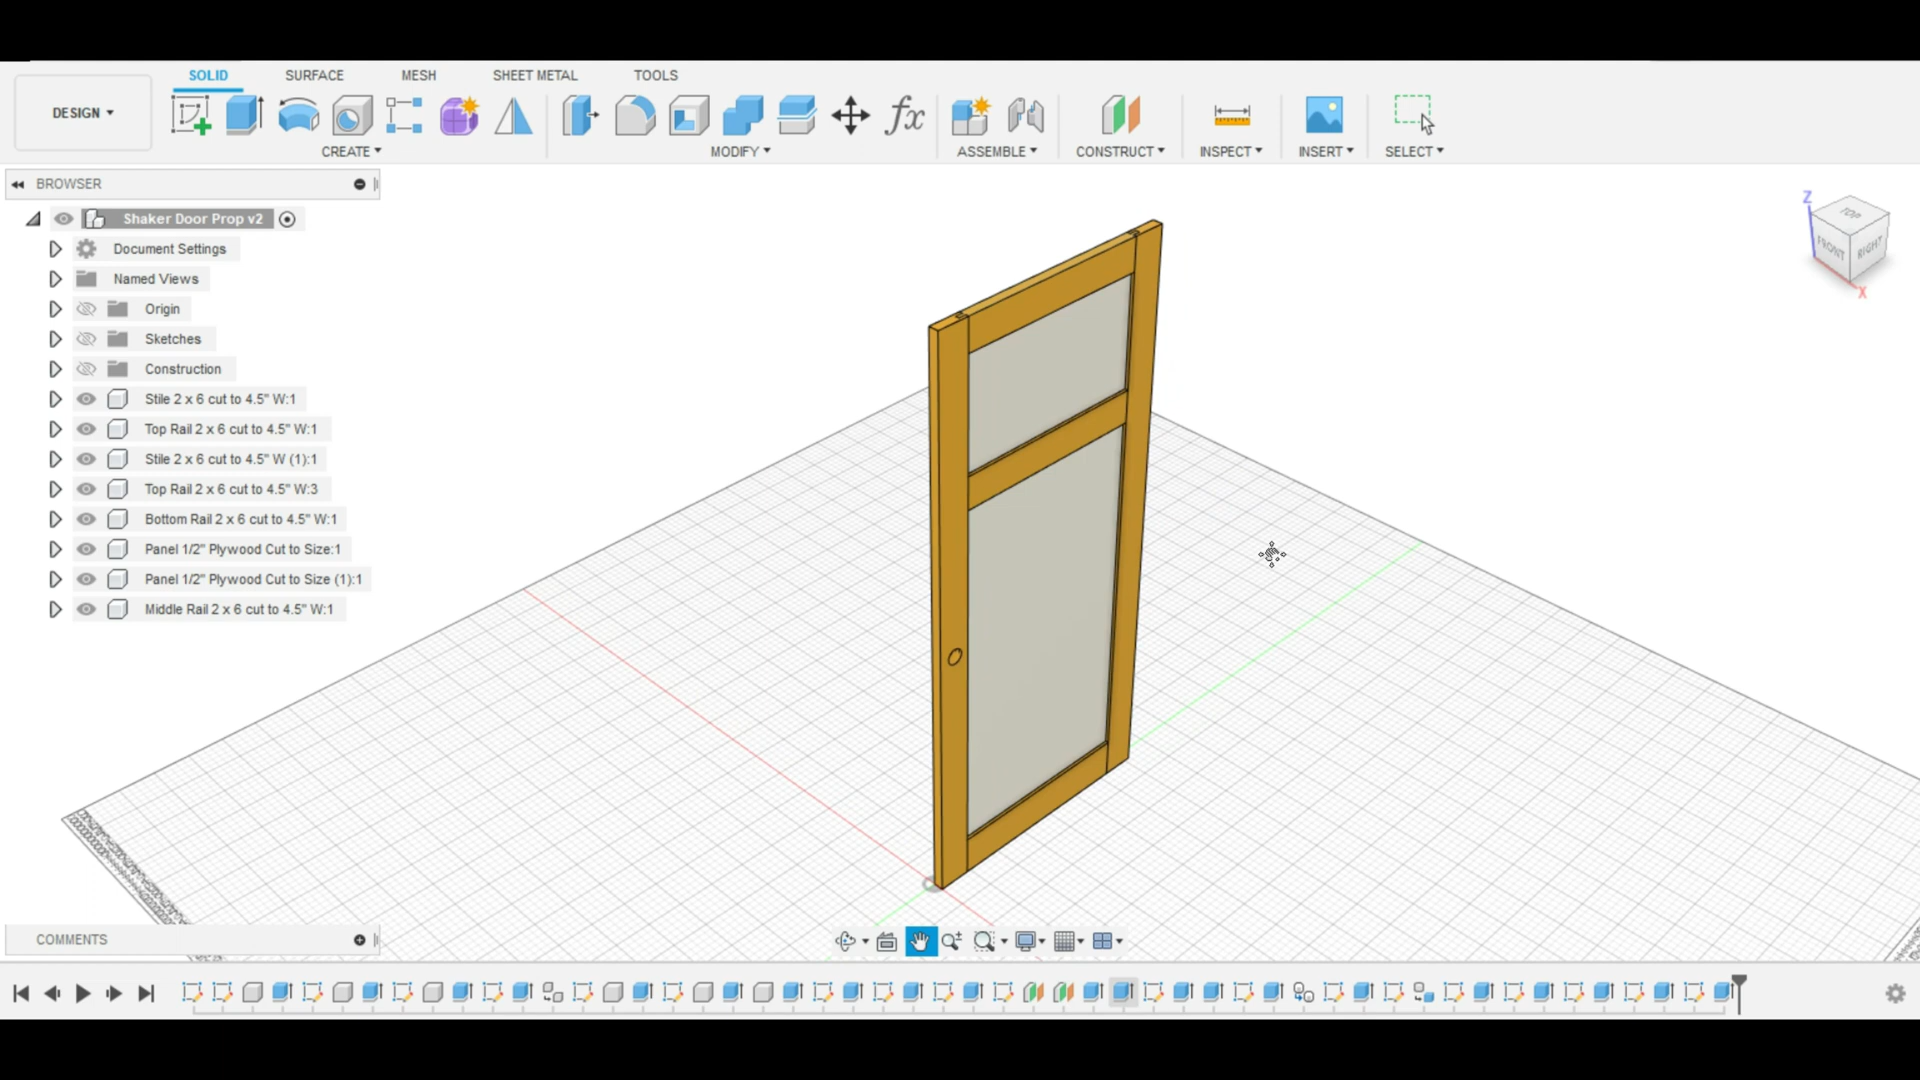 SOLID SURFACE MESH SHEET METAL TOOLS
DESIGN
CREATE MODIFY ASSEMBLE CONSTRUCT INSPECT INSERT SELECT
BROWSER
Shaker Door Prop v2
Document Settings
Named Views
Origin
Sketches
Construction
Stile 2 x 6 cut to 4.5" W:1
Top Rail 2 x 6 cut to 4.5" W:1
Stile 2 x 6 cut to 4.5" W (1):1
Top Rail 2 x 6 cut to 4.5" W:3
Bottom Rail 2 x 6 cut to 4.5" W:1
Panel 1/2" Plywood Cut to Size:1
Panel 1/2" Plywood Cut to Size (1):1
Middle Rail 2 x 6 cut to 4.5" W:1
Z
TOP
FRONT RIGHT
X
fx
COMMENTS